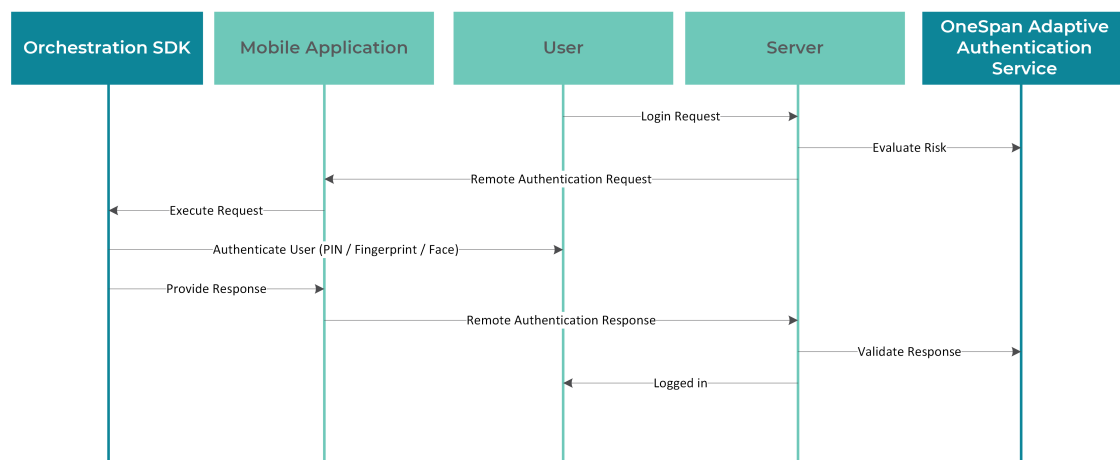 Orchestration SDK
Mobile Application
User
Server
OneSpan Adaptive
Authentication
Service
Login Request
Evaluate Risk
Remote Authentication Request
Execute Request
Authenticate User (PIN / Fingerprint / Face)
Provide Response
Remote Authentication Response
Validate Response
Logged in